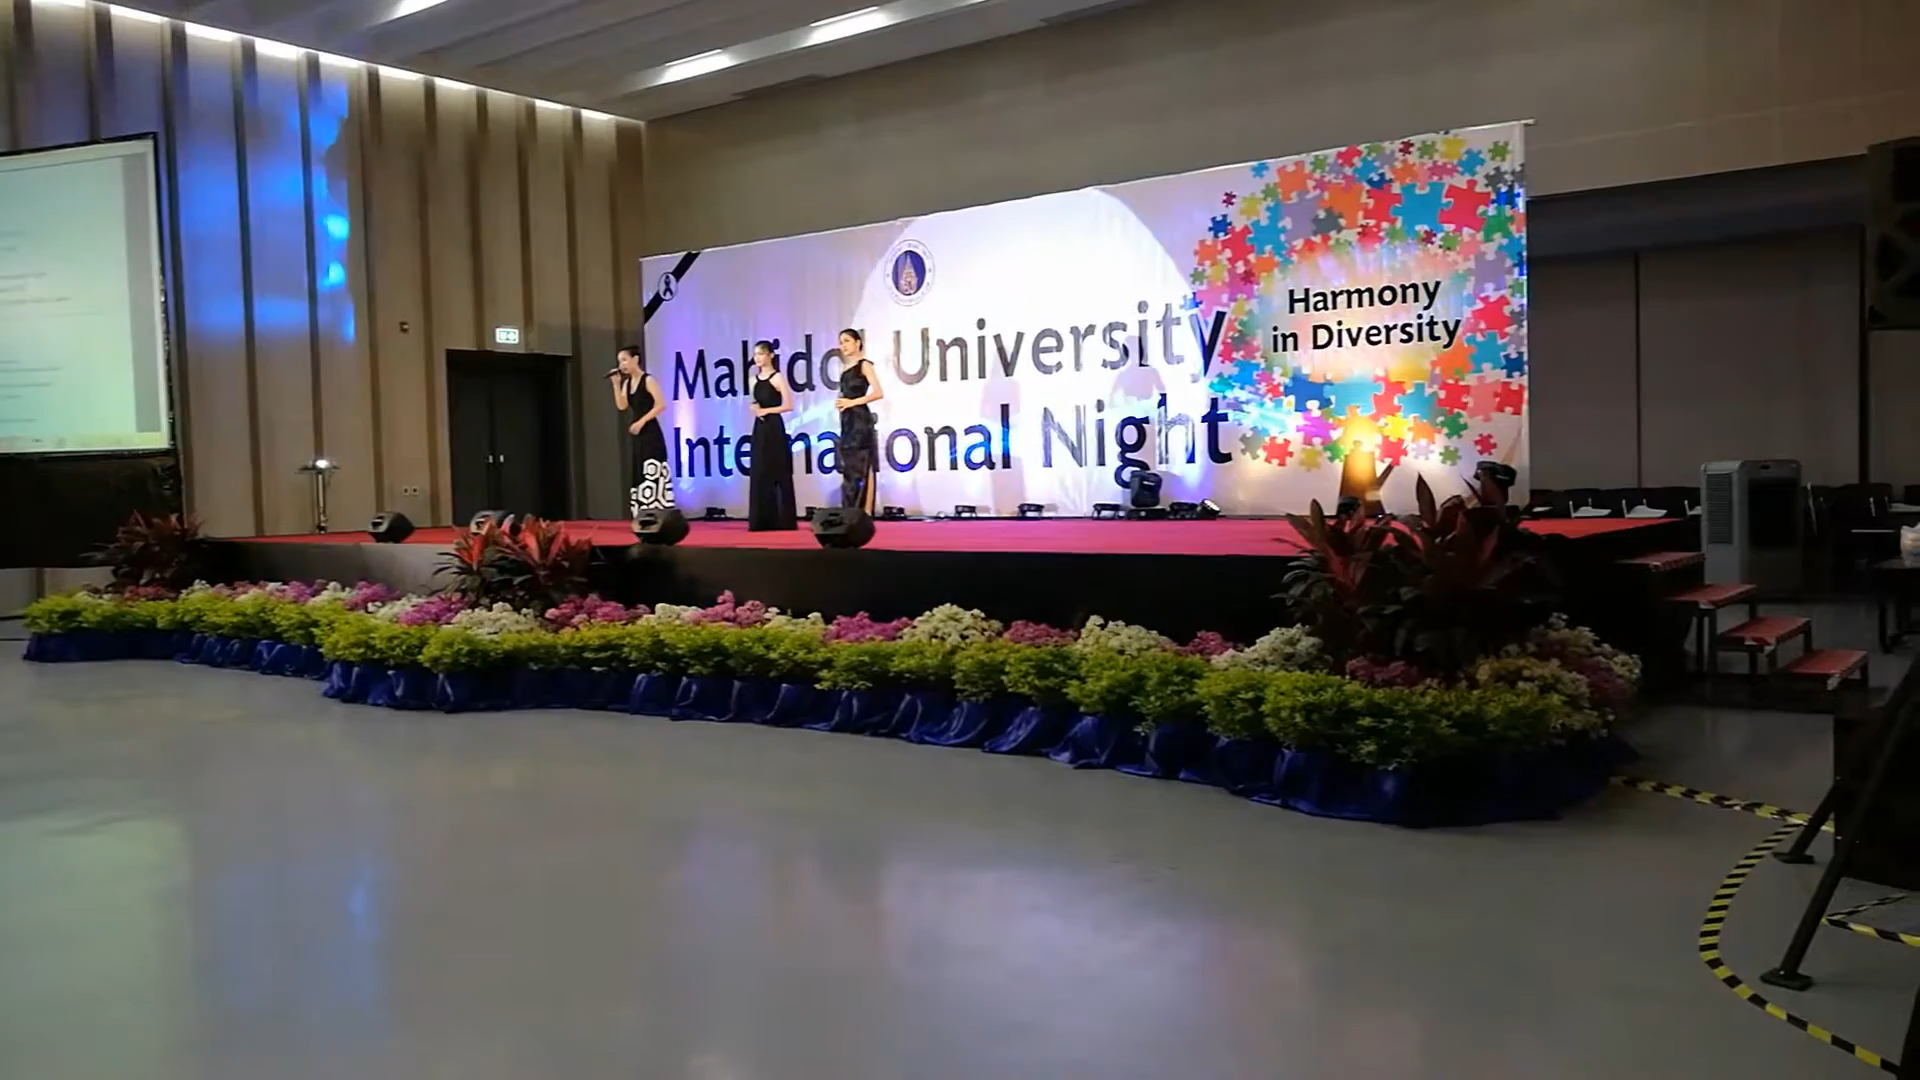 Mahidol University
International Night
Harmony
in Diversity